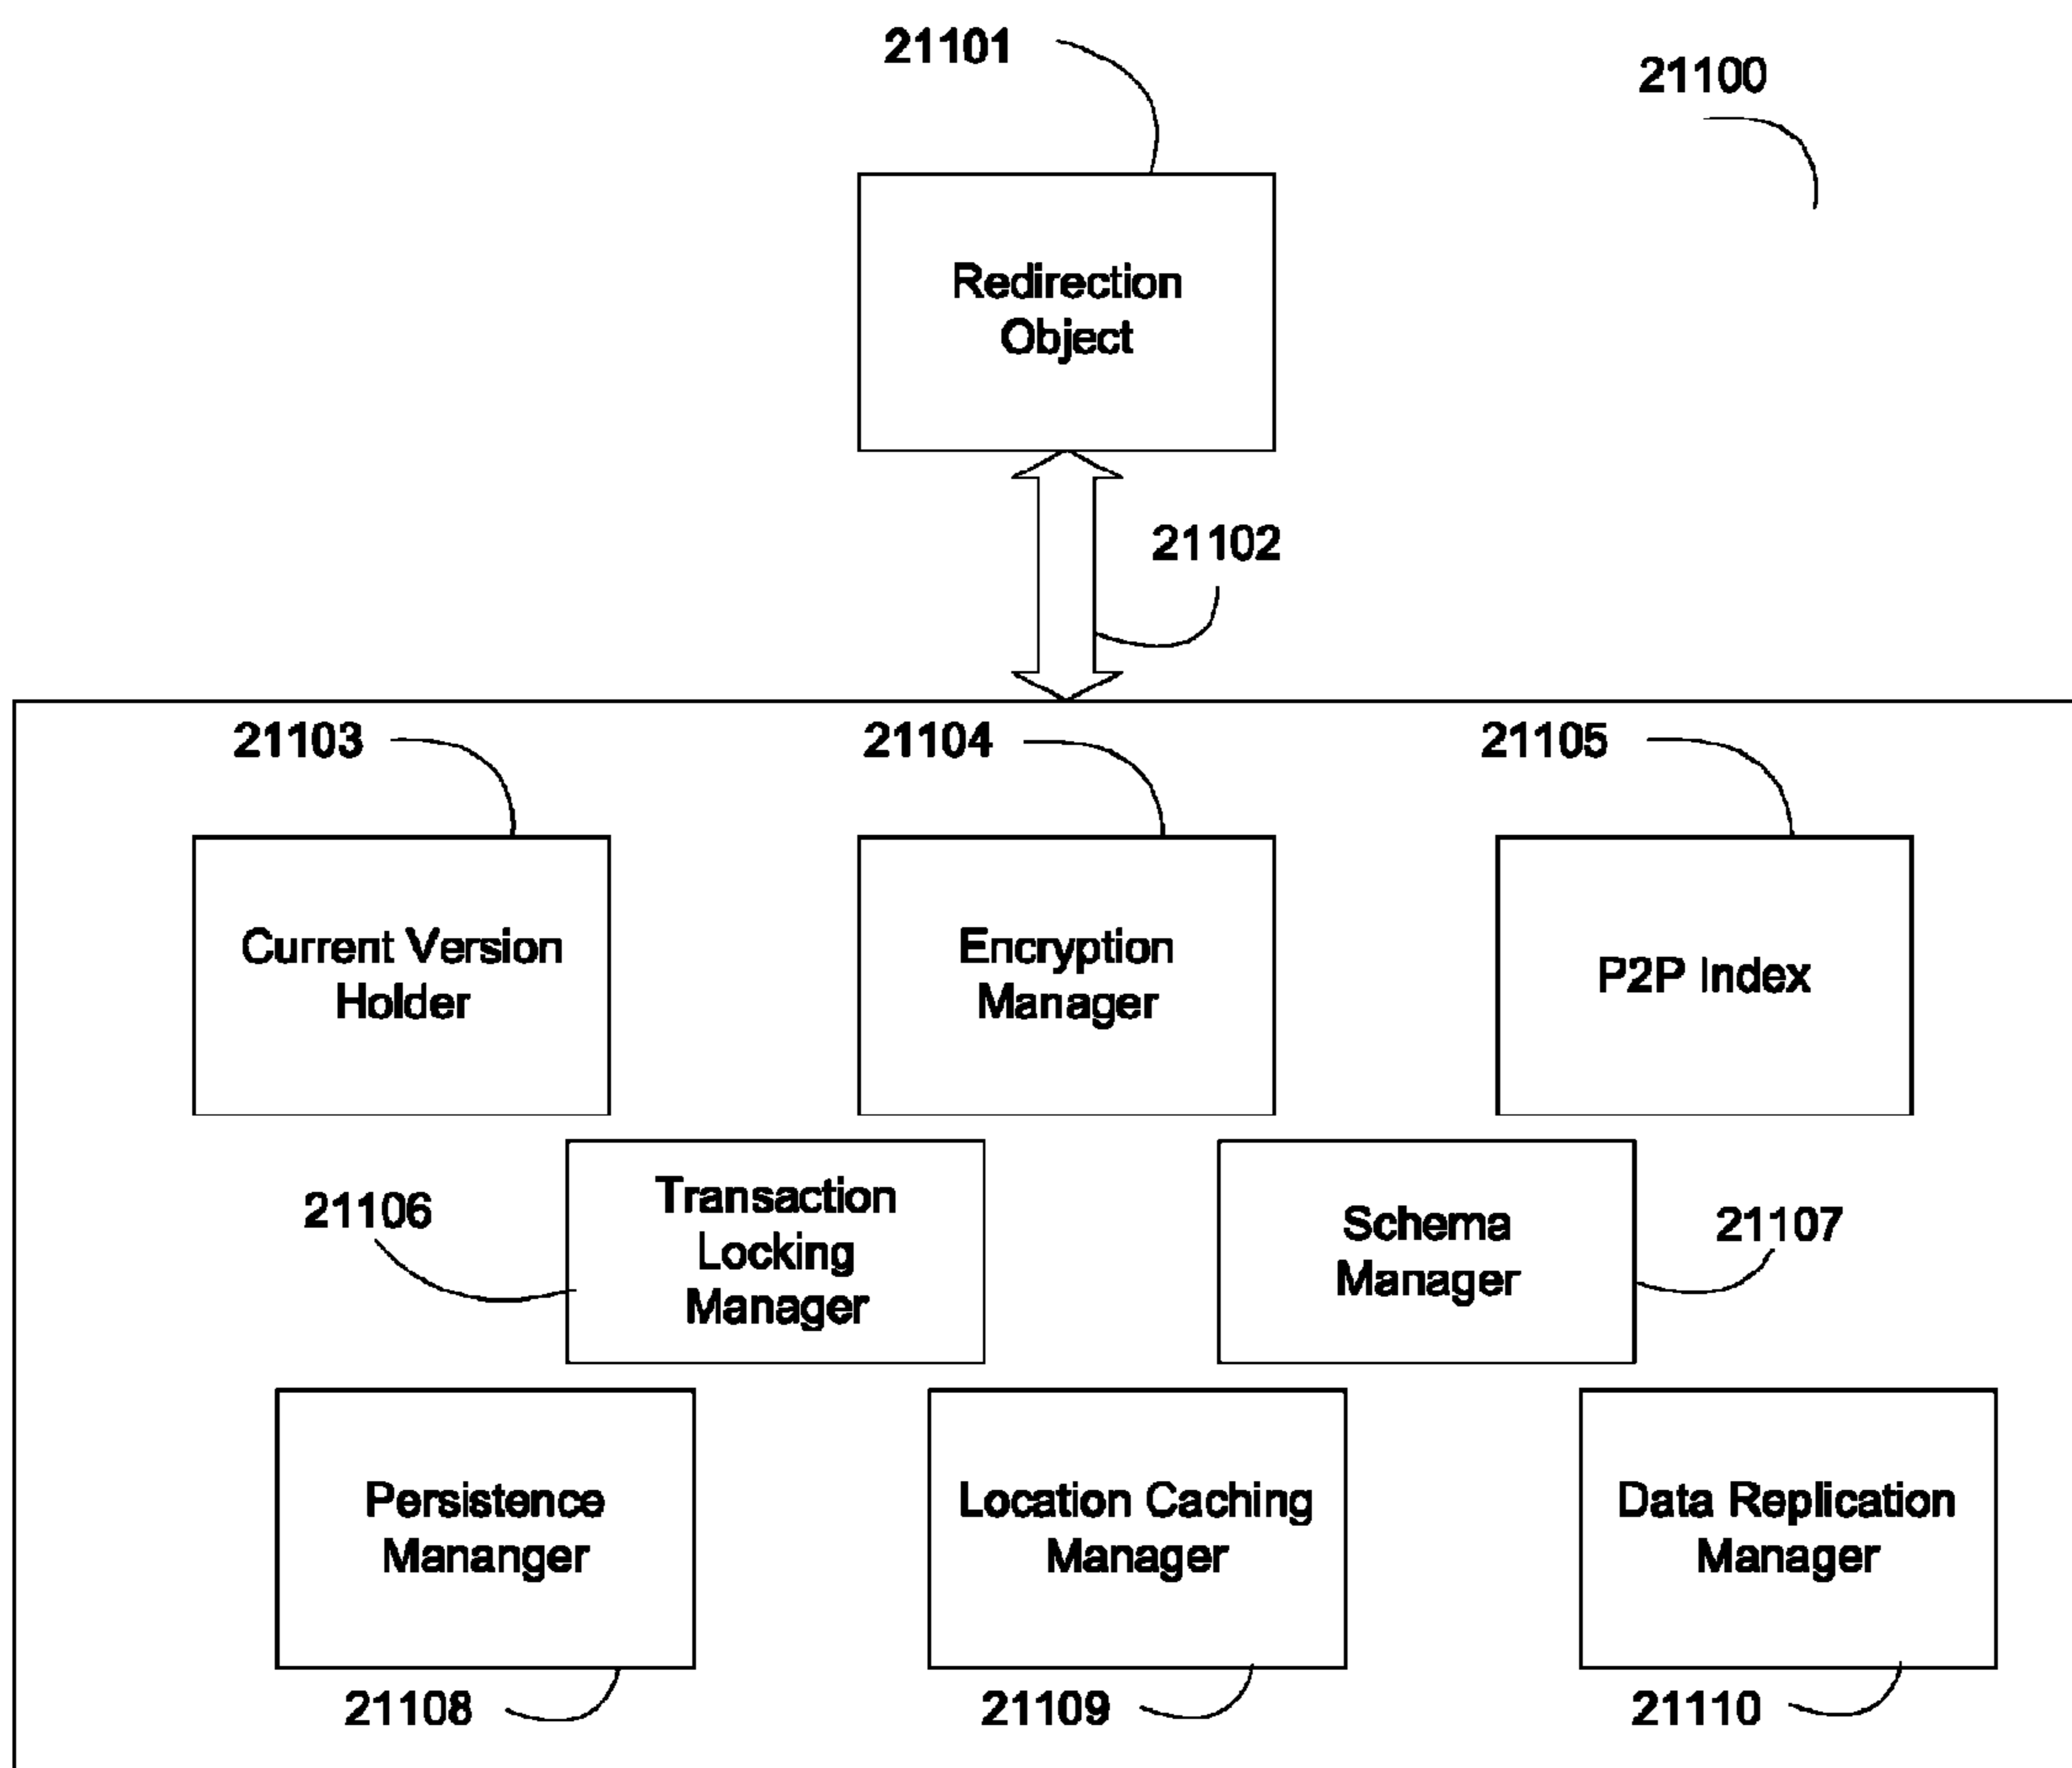 21101
21100
Redirection
Object
21102
21103
21104
21105
Current Version
Holder
Encryption
Manager
P2P Index
21106
Transaction
Locking
Manager
Schema
Manager
21107
Persistence
Mananger
Location Caching
Manager
Data Replication
Manager
21108
21109
21110